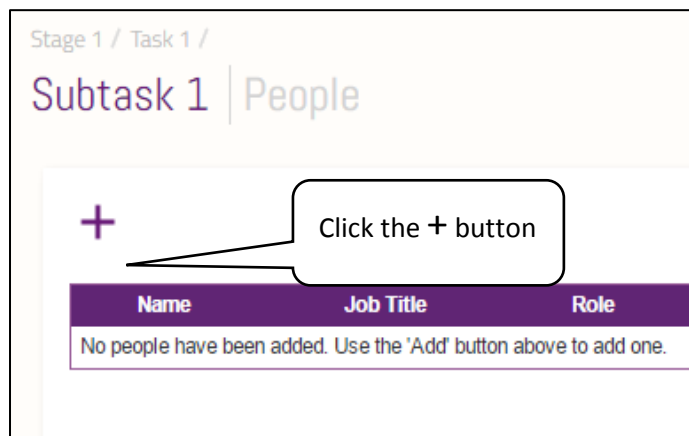 Stage 1 / Task 1 /
Subtask 1 | People
+
Click the + button
Name Job Title Role
No people have been added. Use the 'Add' button above to add one.